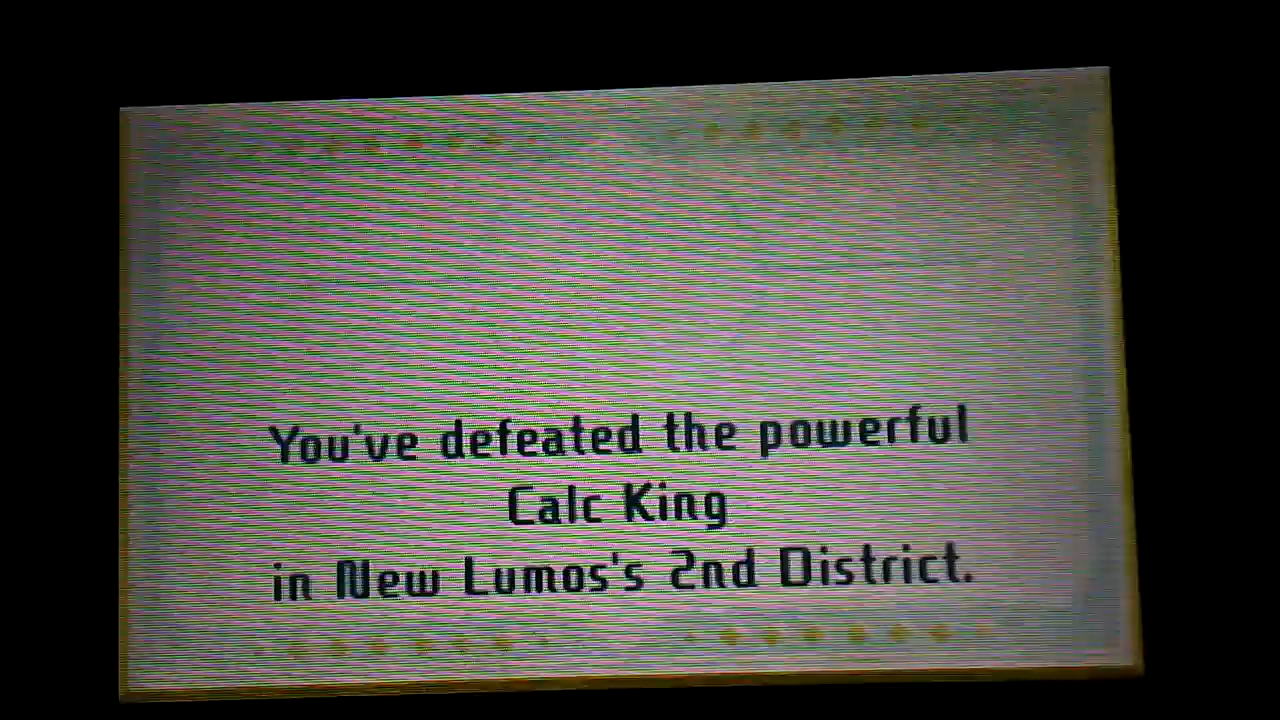 You've defeated the powerful
Calc King
in New Lumos's 2nd District.